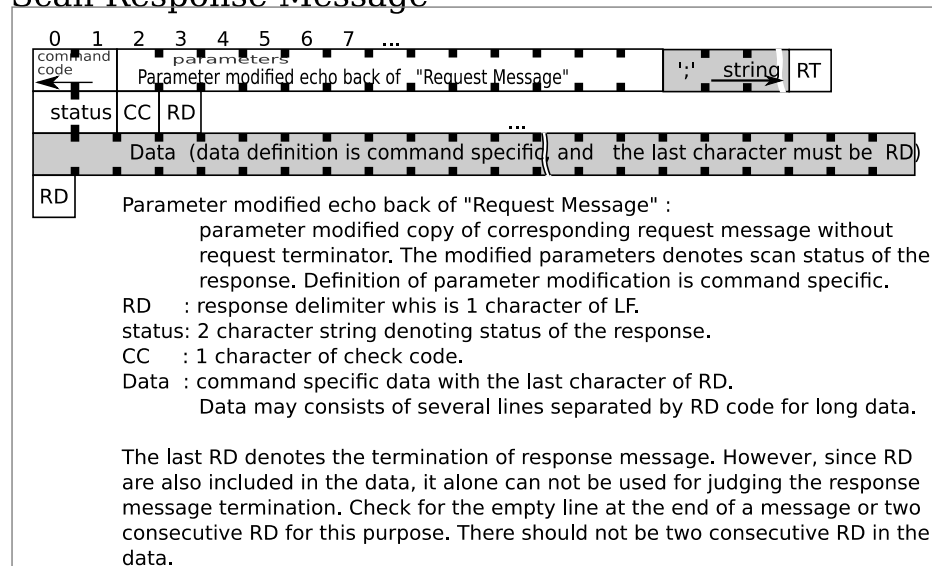 Scan Response Message
0 1 2 3 4 5 6 7 ...
command parameters
code
Parameter modified echo back of "Request Message" ';' string RT
status CC RD
...
Data (data definition is command specific, and the last character must be RD)
RD
Parameter modified echo back of "Request Message" :
parameter modified copy of corresponding request message without
request terminator. The modified parameters denotes scan status of the
response. Definition of parameter modification is command specific.
RD : response delimiter whis is 1 character of LF.
status: 2 character string denoting status of the response.
CC : 1 character of check code.
Data : command specific data with the last character of RD.
Data may consists of several lines separated by RD code for long data.
The last RD denotes the termination of response message. However, since RD
are also included in the data, it alone can not be used for judging the response
message termination. Check for the empty line at the end of a message or two
consecutive RD for this purpose. There should not be two consecutive RD in the
data.